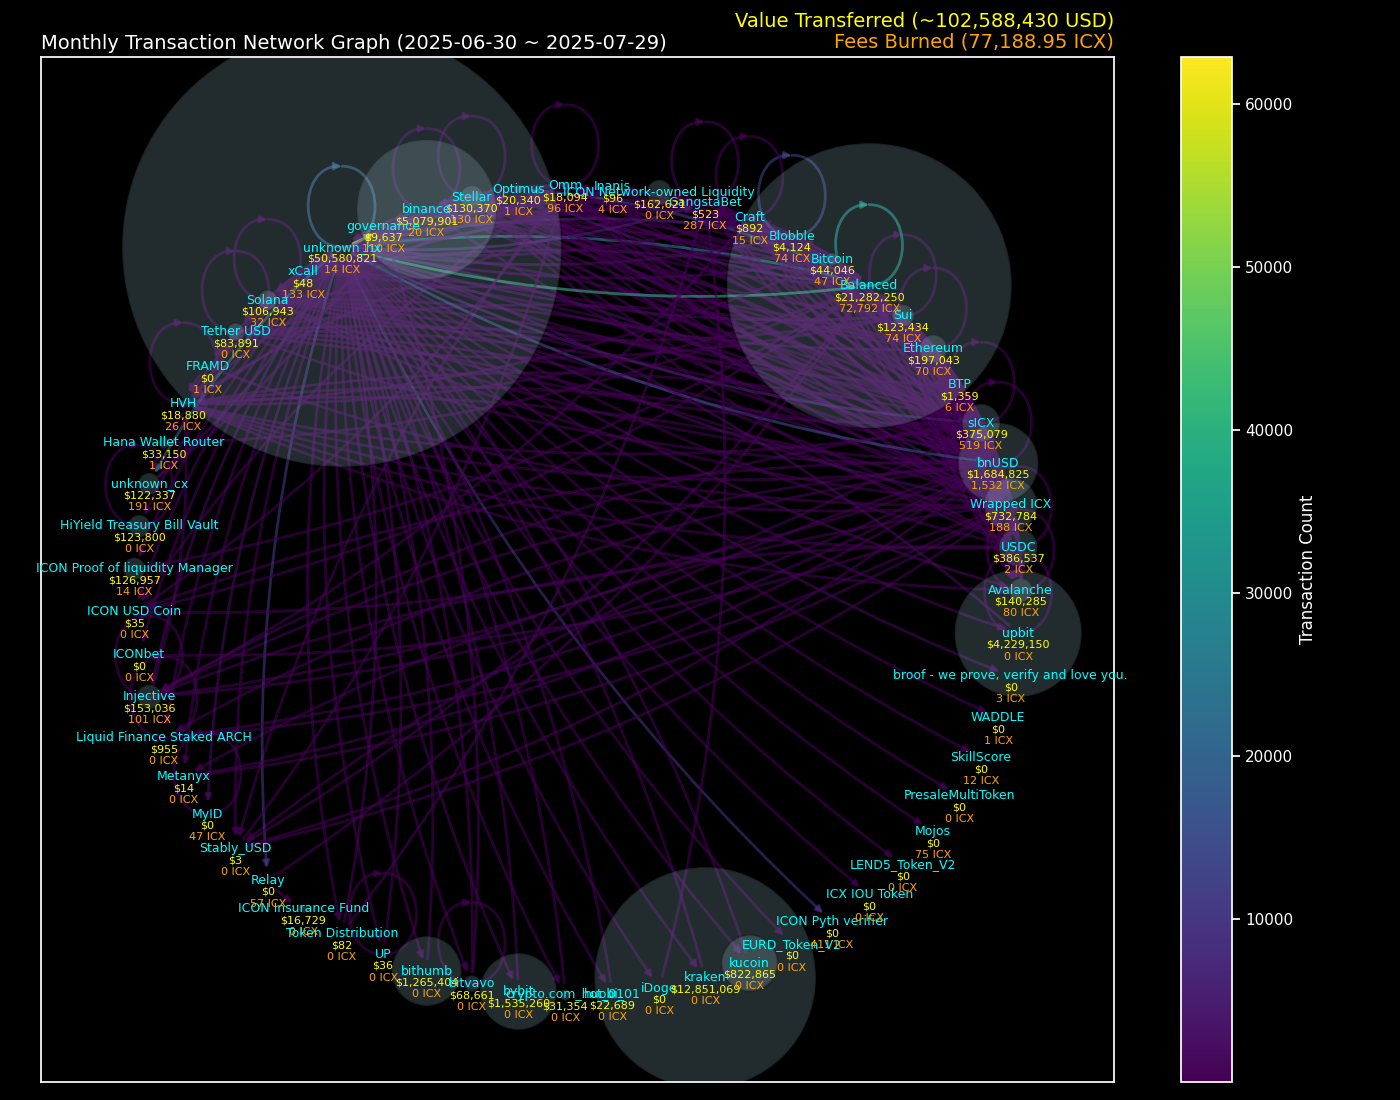 Value Transferred (~102,588,430 USD)
Monthly Transaction Network Graph (2025-06-30 ~ 2025-07-29)
Fees Burned (77,188.95 ICX)
Omm
$18,094
96 ICX
Inanis
$96
4 ICX
ICON Network-owned Liquidity
$162,621
0 ICX
Optimus
$20,340
1 ICX
Stellar
$130,370
130 ICX
GangstaBet
$523
287 ICX
binance
$5,079,901
20 ICX
Craft
$892
15 ICX
governance
$9,637
Blobble
$4,124
74 ICX
unknown_hx
$50,580,821
14 ICX
Bitcoin
$44,046
47 ICX
xCall
$48
133 ICX
Balanced
$21,282,250
72,792 ICX
Solana
$106,943
32 ICX
Sui
$123,434
74 ICX
Tether USD
$83,891
0 ICX
Ethereum
$197,043
70 ICX
FRAMD
$0
1 ICX
BTP
$1,359
6 ICX
HVH
$18,880
26 ICX
sICX
$375,079
519 ICX
Hana Wallet Router
$33,150
1 ICX
bnUSD
$1,684,825
1,532 ICX
unknown_cx
$122,337
191 ICX
Wrapped ICX
$732,784
188 ICX
HiYield Treasury Bill Vault
$123,800
0 ICX
USDC
$386,537
2 ICX
ICON Proof of liquidity Manager
$126,957
14 ICX
Avalanche
$140,285
80 ICX
ICON USD Coin
$35
0 ICX
upbit
$4,229,150
0 ICX
ICONbet
$0
0 ICX
broof - we prove, verify and love you.
$0
3 ICX
Injective
$153,036
101 ICX
WADDLE
$0
1 ICX
Liquid Finance Staked ARCH
$955
0 ICX
SkillScore
$0
12 ICX
Metanyx
$14
0 ICX
PresaleMultiToken
$0
0 ICX
MyID
$0
47 ICX
Mojos
$0
75 ICX
Stably_USD
$3
0 ICX
LEND5_Token_V2
$0
0 ICX
Relay
$0
57 ICX
ICX IOU Token
$0
0 ICX
ICON Insurance Fund
$16,729
0 ICX
ICON Pyth verifier
$0
411 ICX
Token Distribution
$82
0 ICX
EURD_Token_V2
$0
0 ICX
UP
$36
0 ICX
kucoin
$822,865
0 ICX
bithumb
$1,265,404
0 ICX
kraken
$12,851,069
0 ICX
bitvavo
$68,661
0 ICX
iDoge
$0
0 ICX
bybit
$1,535,260
0 ICX
crypto.com_hot_0101
$31,354
0 ICX
huobi
$22,689
0 ICX
60000
50000
40000
30000
20000
10000
Transaction Count